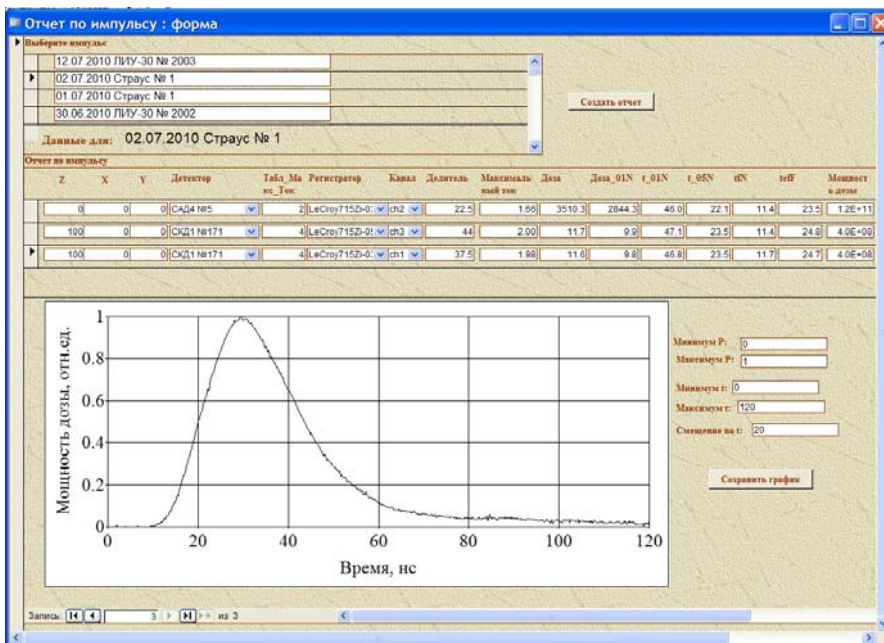 Отчет по импульсу : форма
Выберите импульс
12.07.2010 ЛИУ-30 № 2003
02.07.2010 Страус № 1
01.07.2010 Страус № 1
30.06.2010 ЛИУ-30 № 2002
Создать отчет
Данные для: 02.07.2010 Страус № 1
Отчет по импульсу
Z X Y Детектор Табл_Ма кс_Ток Регистратор Канал Делитель Максималь ный ток Доза Доза_01N t_01N t_05N tfN teff Мощност ь дозы
0 0 0 САД4 №5 2 ch2 22.5 1.66 3510.3 2844.3 46.0 22.1 11.4 23.5 1.2E+11
100 0 0 СКД1 №171 4 ch3 44 2.00 11.7 9.9 47.1 23.5 11.4 24.8 4.0E+08
100 0 0 СКД1 №171 4 ch1 37.5 1.98 11.6 9.8 46.8 23.5 11.7 24.7 4.0E+08
Мощность дозы, отн.ед.
1
0.8
0.6
0.4
0.2
0
0 20 40 60 80 100 120
Время, нс
Минимум P: 0
Максимум P: 1
Минимум t: 0
Максимум t: 120
Смещение на t: 20
Сохранить график
Запись: 3 из 3